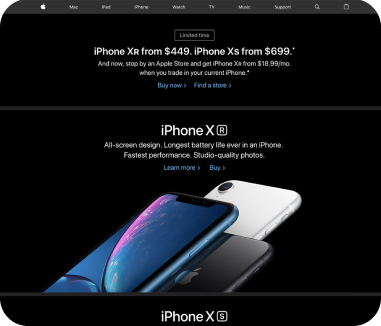 Mac iPad iPhone Watch TV Music Support
Limited time
iPhone XR from $449. iPhone XS from $699.*
And now, stop by an Apple Store and get iPhone XR from $18.99/mo.
when you trade in your current iPhone.*
Buy now > Find a store >
iPhone XR
All-screen design. Longest battery life ever in an iPhone.
Fastest performance. Studio-quality photos.
Learn more > Buy >
iPhone XS